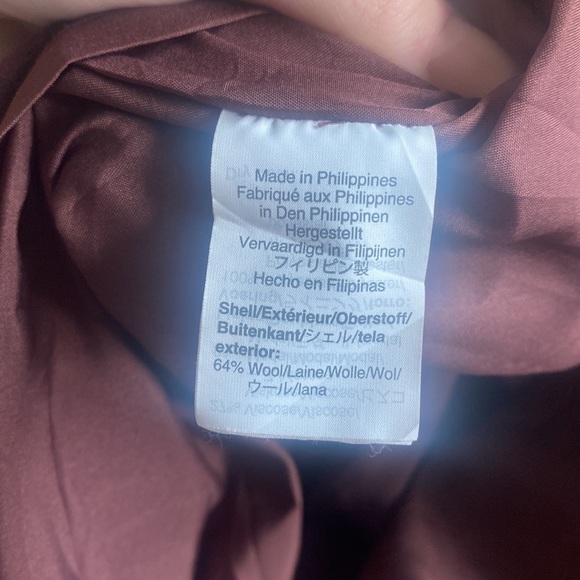 Made in Philippines
Fabriqué aux Philippines
in Den Philippinen
Hergestellt
Vervaardigd in Filipijnen
フィリピン製
Hecho en Filipinas
Shell/Extérieur/Oberstoff/
Buitenkant/シェル/tela
exterior:
64% Wool/Laine/Wolle/Wol/
ウール/lana